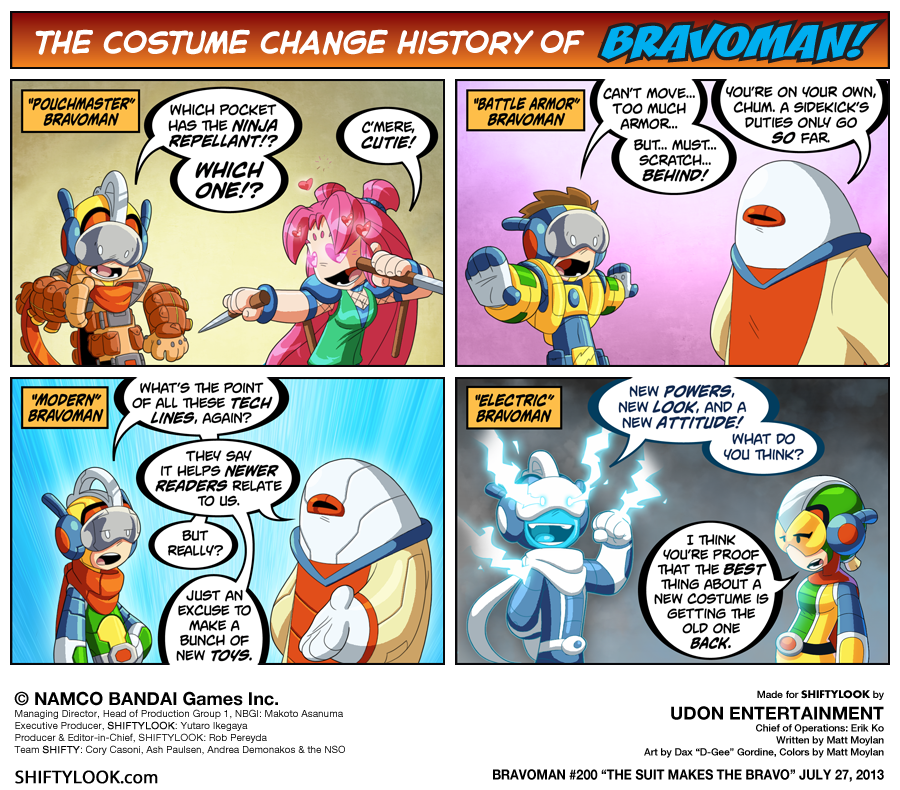 THE COSTUME CHANGE HISTORY OF BRAVOMAN!
"POUCHMASTER"
BRAVOMAN
WHICH POCKET
HAS THE NINJA
REPELLANT!?
WHICH
ONE!?
C'MERE,
CUTIE!
"BATTLE ARMOR"
BRAVOMAN
CAN'T MOVE...
TOO MUCH
ARMOR...
BUT... MUST...
SCRATCH...
BEHIND!
YOU'RE ON YOUR OWN,
CHUM. A SIDEKICK'S
DUTIES ONLY GO
SO FAR.
"MODERN"
BRAVOMAN
WHAT'S THE POINT
OF ALL THESE TECH
LINES, AGAIN?
THEY SAY
IT HELPS NEWER
READERS RELATE
TO US.
BUT
REALLY?
JUST AN
EXCUSE TO
MAKE A
BUNCH OF
NEW TOYS.
"ELECTRIC"
BRAVOMAN
NEW POWERS,
NEW LOOK, AND A
NEW ATTITUDE!
WHAT DO
YOU THINK?
I THINK
YOU'RE PROOF
THAT THE BEST
THING ABOUT A
NEW COSTUME IS
GETTING THE
OLD ONE
BACK.
© NAMCO BANDAI Games Inc.
Managing Director, Head of Production Group 1, NBGI: Makoto Asanuma
Executive Producer, SHIFTYLOOK: Yutaro Ikegaya
Producer & Editor-in-Chief, SHIFTYLOOK: Rob Pereyda
Team SHIFTY: Cory Casoni, Ash Paulsen, Andrea Demonakos & the NSO
SHIFTYLOOK.com
Made for SHIFTYLOOK by
UDON ENTERTAINMENT
Chief of Operations: Erik Ko
Written by Matt Moylan
Art by Dax "D-Gee" Gordine, Colors by Matt Moylan
BRAVOMAN #200 "THE SUIT MAKES THE BRAVO" JULY 27, 2013